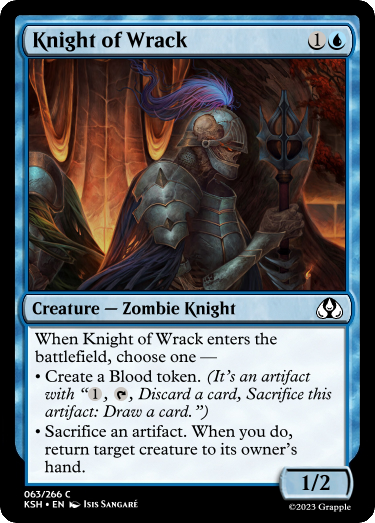 Knight of Wrack 1
Creature — Zombie Knight
When Knight of Wrack enters the
battlefield, choose one —
• Create a Blood token. (It's an artifact
with “1, , Discard a card, Sacrifice this
artifact: Draw a card.”)
• Sacrifice an artifact. When you do,
return target creature to its owner's
hand.
1/2
063/266 C
KSH • EN Isis Sangaré
©2023 Grapple